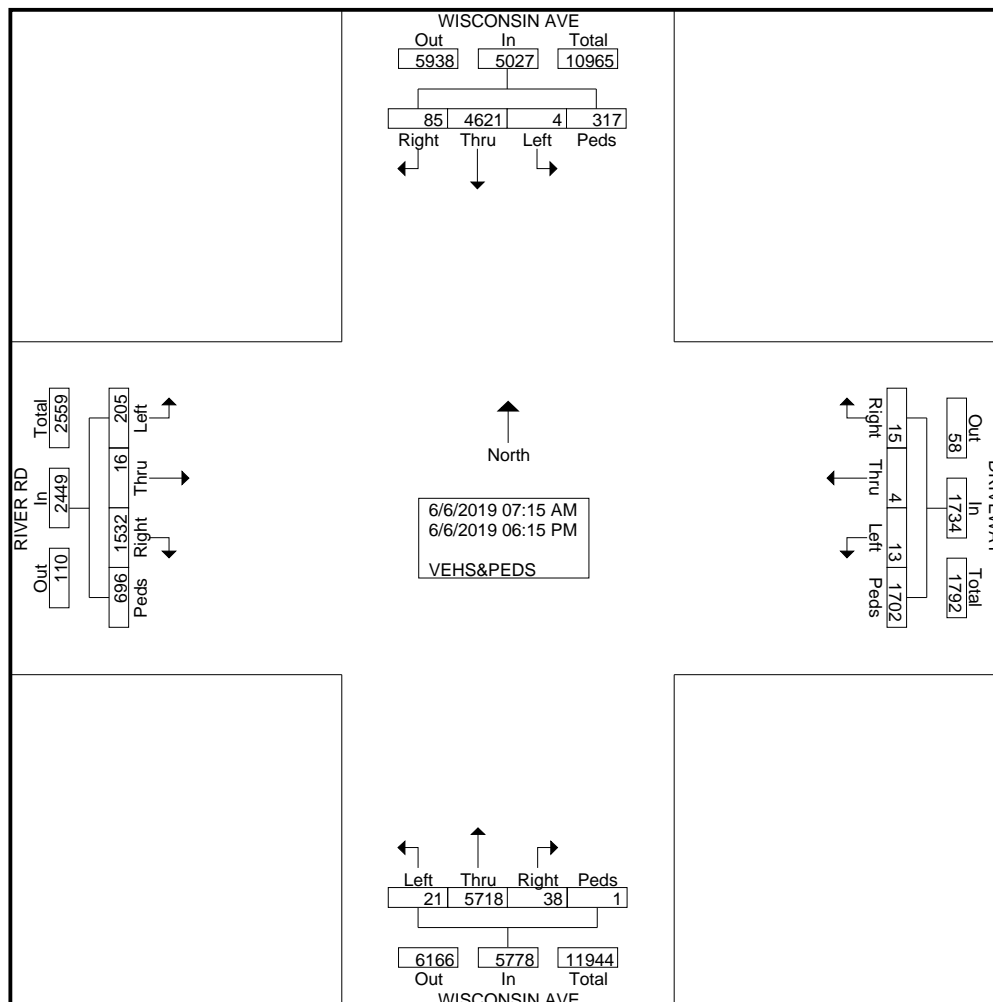 WISCONSIN AVE
Out In Total
5938 5027 10965
85 4621 4 317
Right Thru Left Peds
RIVER RD
Total In Out
2559 2449 110
205 16 1532 696
Left Thru Right Peds
North
6/6/2019 07:15 AM
6/6/2019 06:15 PM
VEHS&PEDS
Right Thru Left Peds
15 4 13 1702
Out In Total
58 1734 1792
DRIVEWAY
Left Thru Right Peds
21 5718 38 1
6166 5778 11944
Out In Total
WISCONSIN AVE